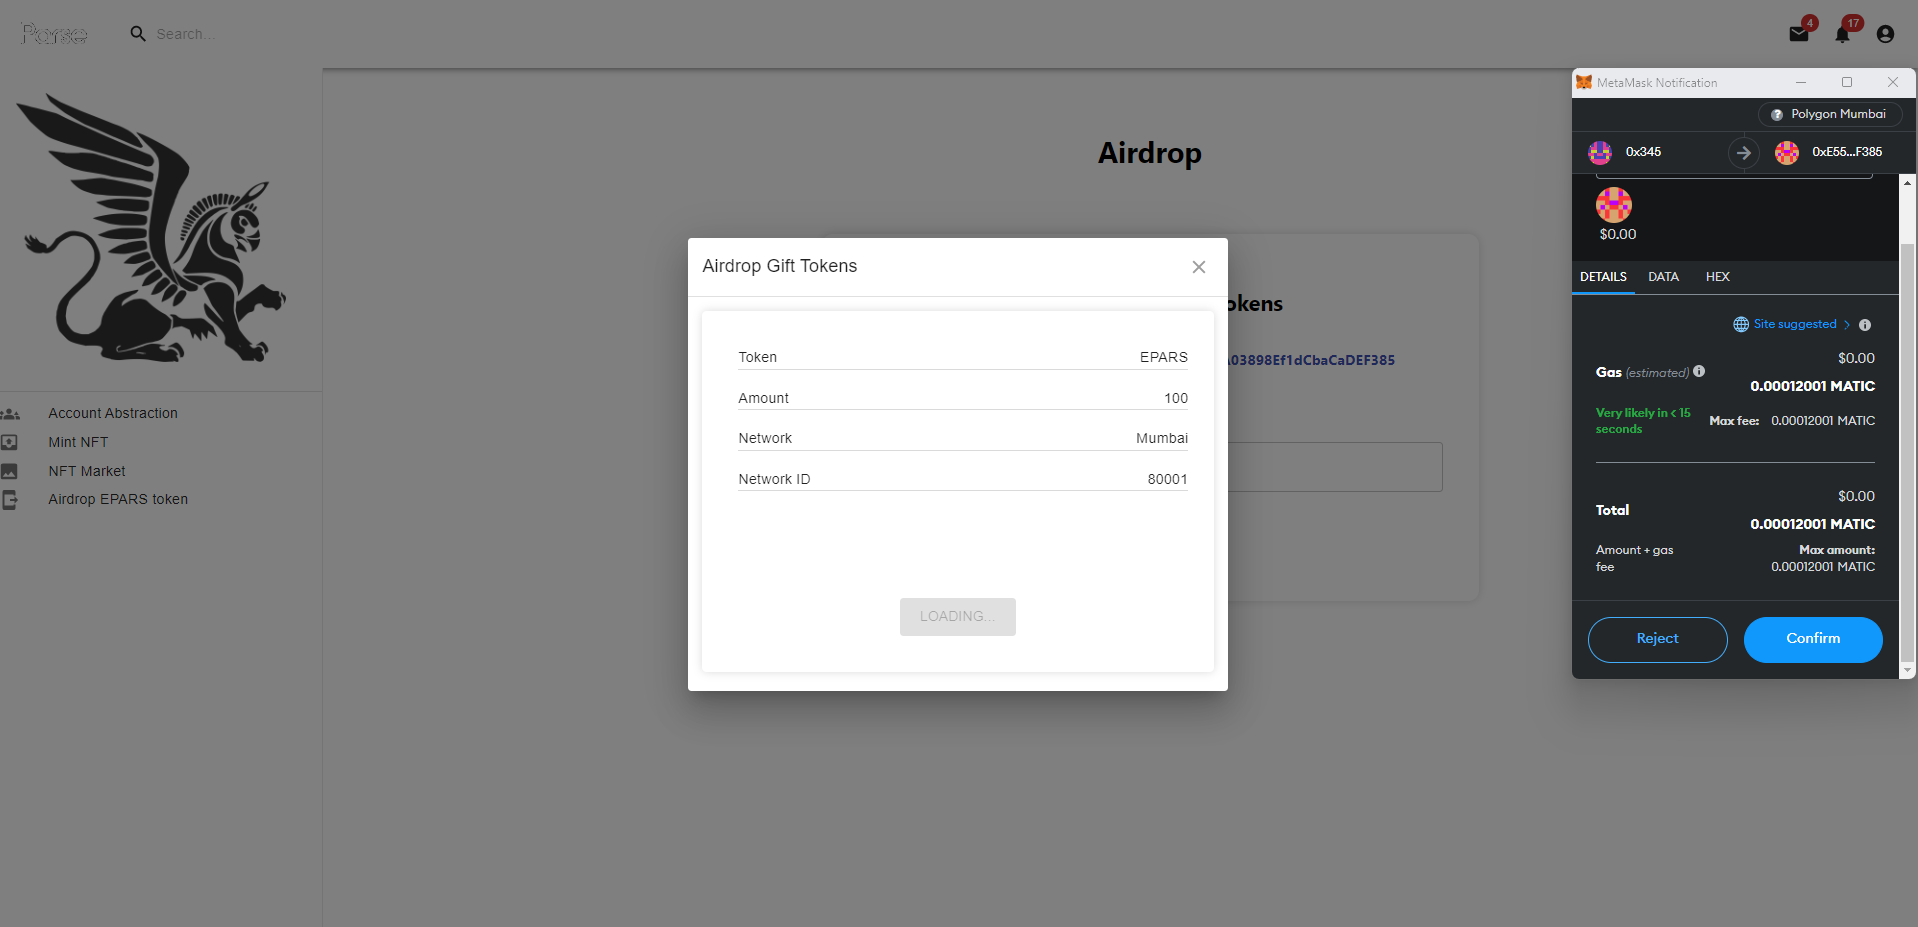 Parse
Search...
4
17
Account Abstraction
Mint NFT
NFT Market
Airdrop EPARS token
Airdrop
okens
A03898Ef1dCbaCaDEF385
Airdrop Gift Tokens
Token EPARS
Amount 100
Network Mumbai
Network ID 80001
LOADING...
MetaMask Notification
Polygon Mumbai
0x345 0xE55...F385
$0.00
DETAILS DATA HEX
Site suggested
$0.00
Gas (estimated)
0.00012001 MATIC
Very likely in < 15
seconds
Max fee: 0.00012001 MATIC
$0.00
Total
0.00012001 MATIC
Amount + gas
fee
Max amount:
0.00012001 MATIC
Reject Confirm